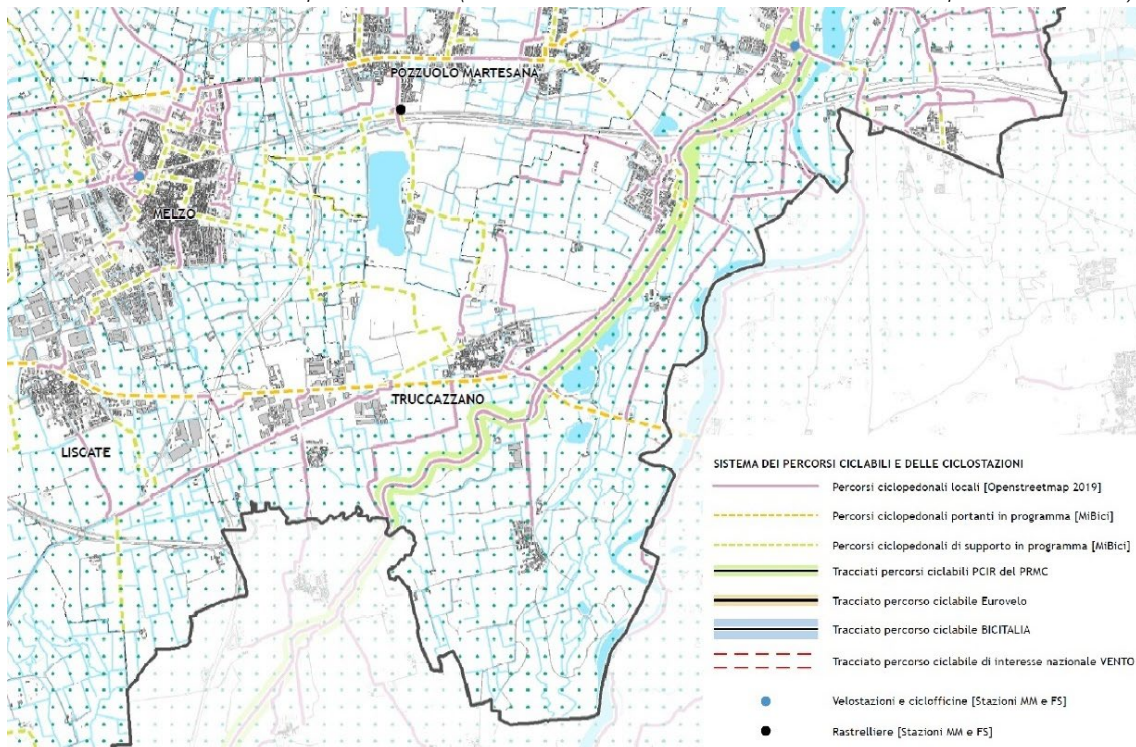 POZZUOLO MARTESANA
MELZO
TRUCCAZZANO
LISCATE
SISTEMA DEI PERCORSI CICLABILI E DELLE CICLOSTAZIONI
Percorsi ciclopedonali locali [Openstreetmap 2019]
Percorsi ciclopedonali portanti in programma [MiBici]
Percorsi ciclopedonali di supporto in programma [MiBici]
Tracciati percorsi ciclabili PCIR del PRMC
Tracciato percorso ciclabile Eurovelo
Tracciato percorso ciclabile BICITALIA
Tracciato percorso ciclabile di interesse nazionale VENTO
Velostazioni e ciclofficine [Stazioni MM e FS]
Rastrelliere [Stazioni MM e FS]